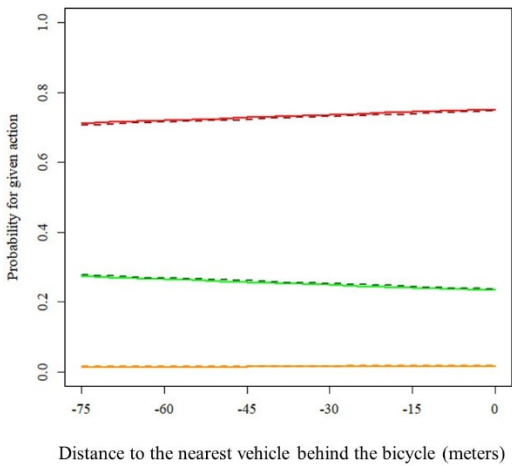 1.0
0.8
0.6
0.4
0.2
0.0
Probability for given action
-75 -60 -45 -30 -15 0
Distance to the nearest vehicle behind the bicycle (meters)